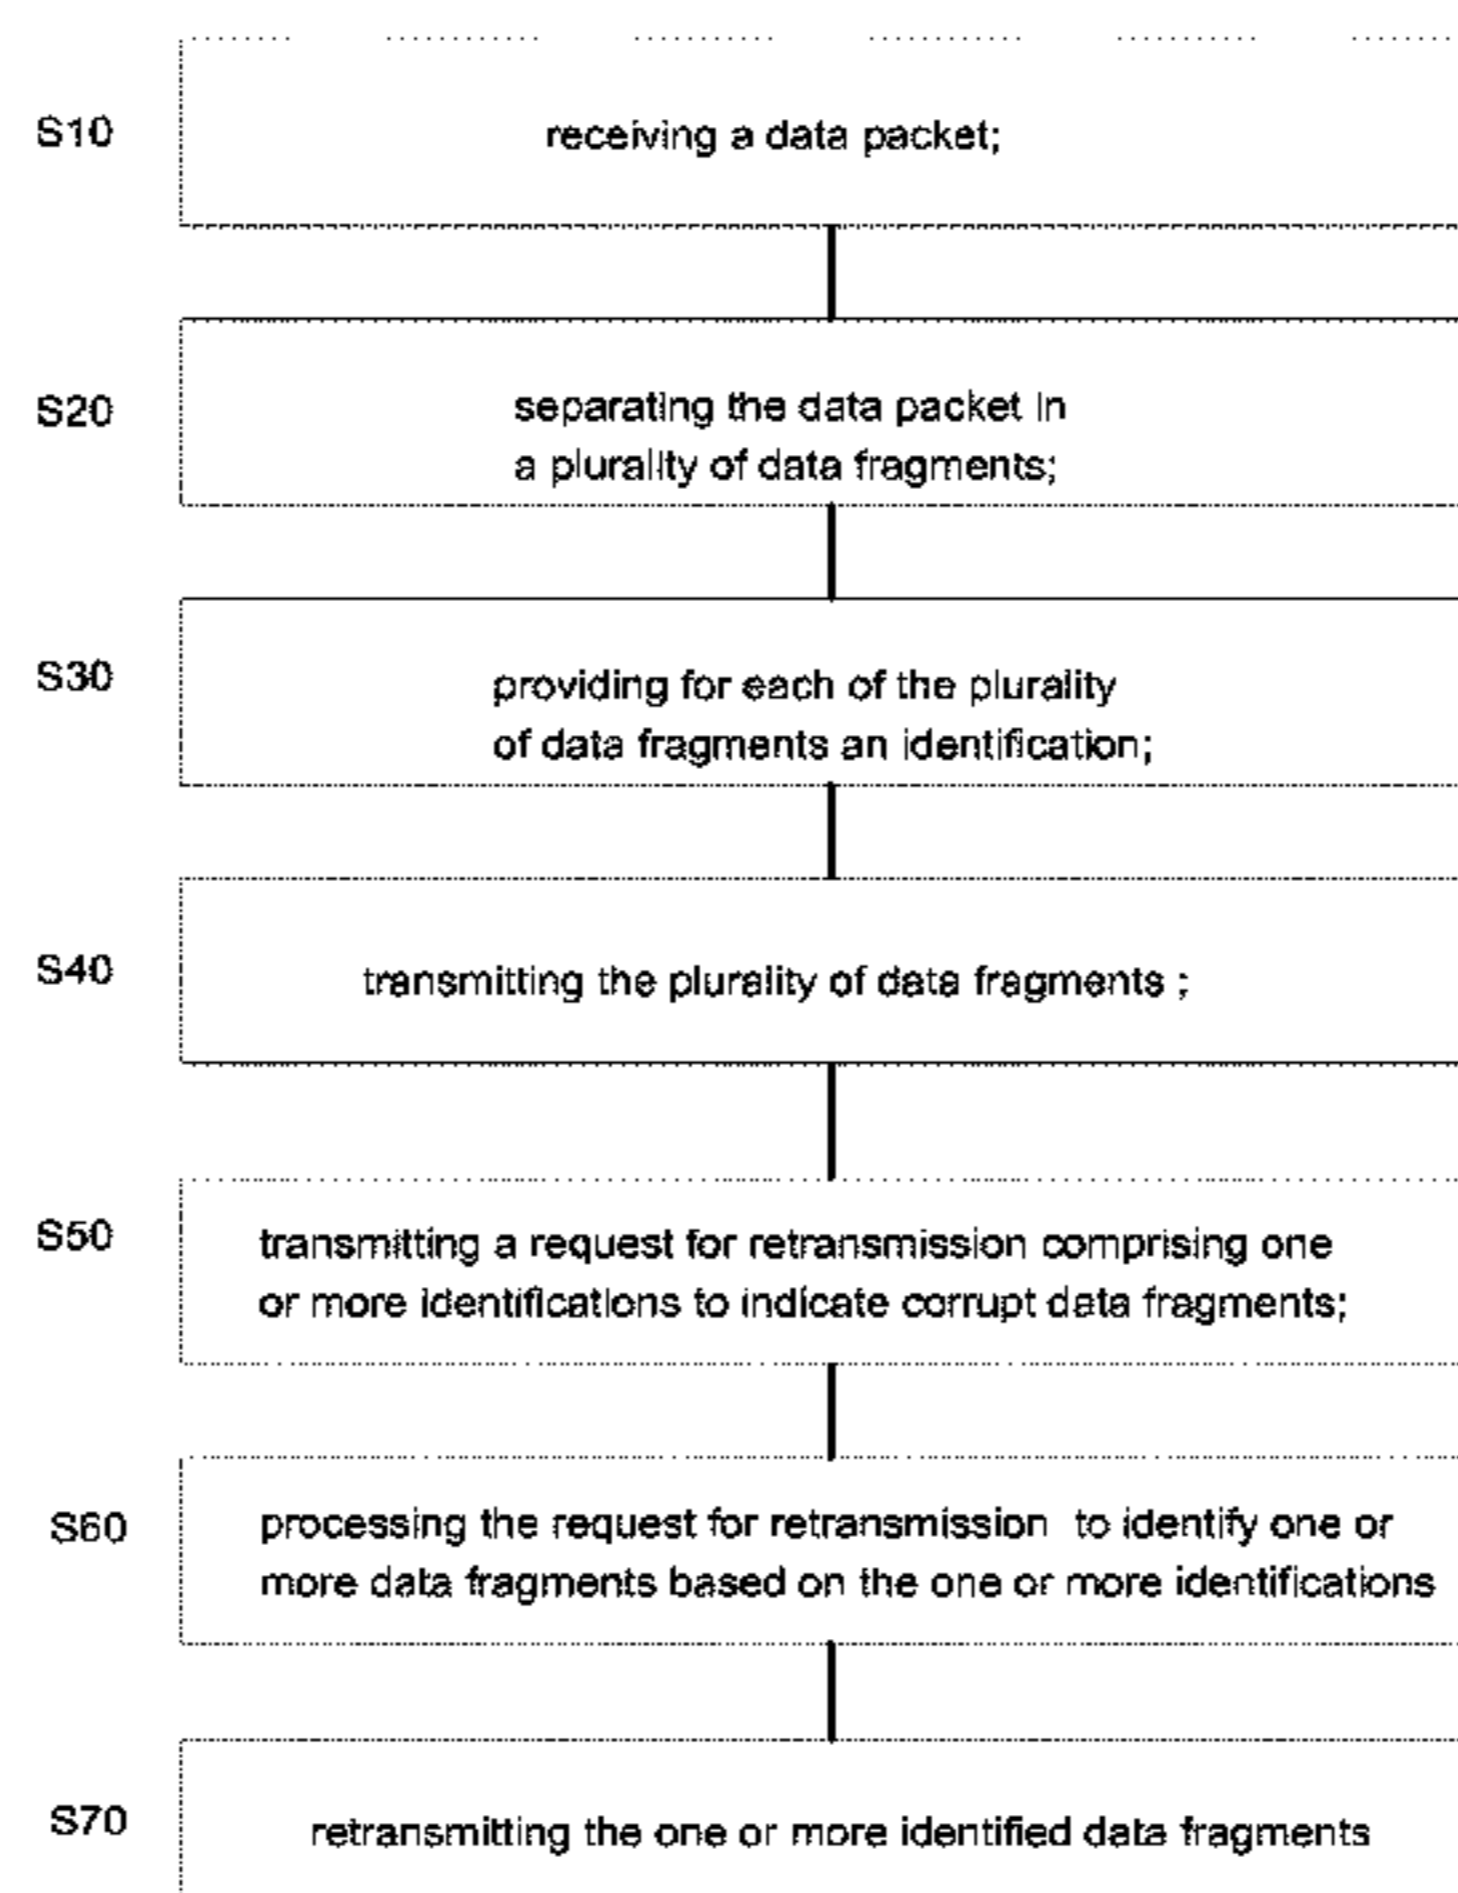 S10
receiving a data packet;
S20
separating the data packet in
a plurality of data fragments;
S30
providing for each of the plurality
of data fragments an identification;
S40
transmitting the plurality of data fragments ;
S50
transmitting a request for retransmission comprising one
or more identifications to indicate corrupt data fragments;
S60
processing the request for retransmission to identify one or
more data fragments based on the one or more identifications
S70
retransmitting the one or more identified data fragments